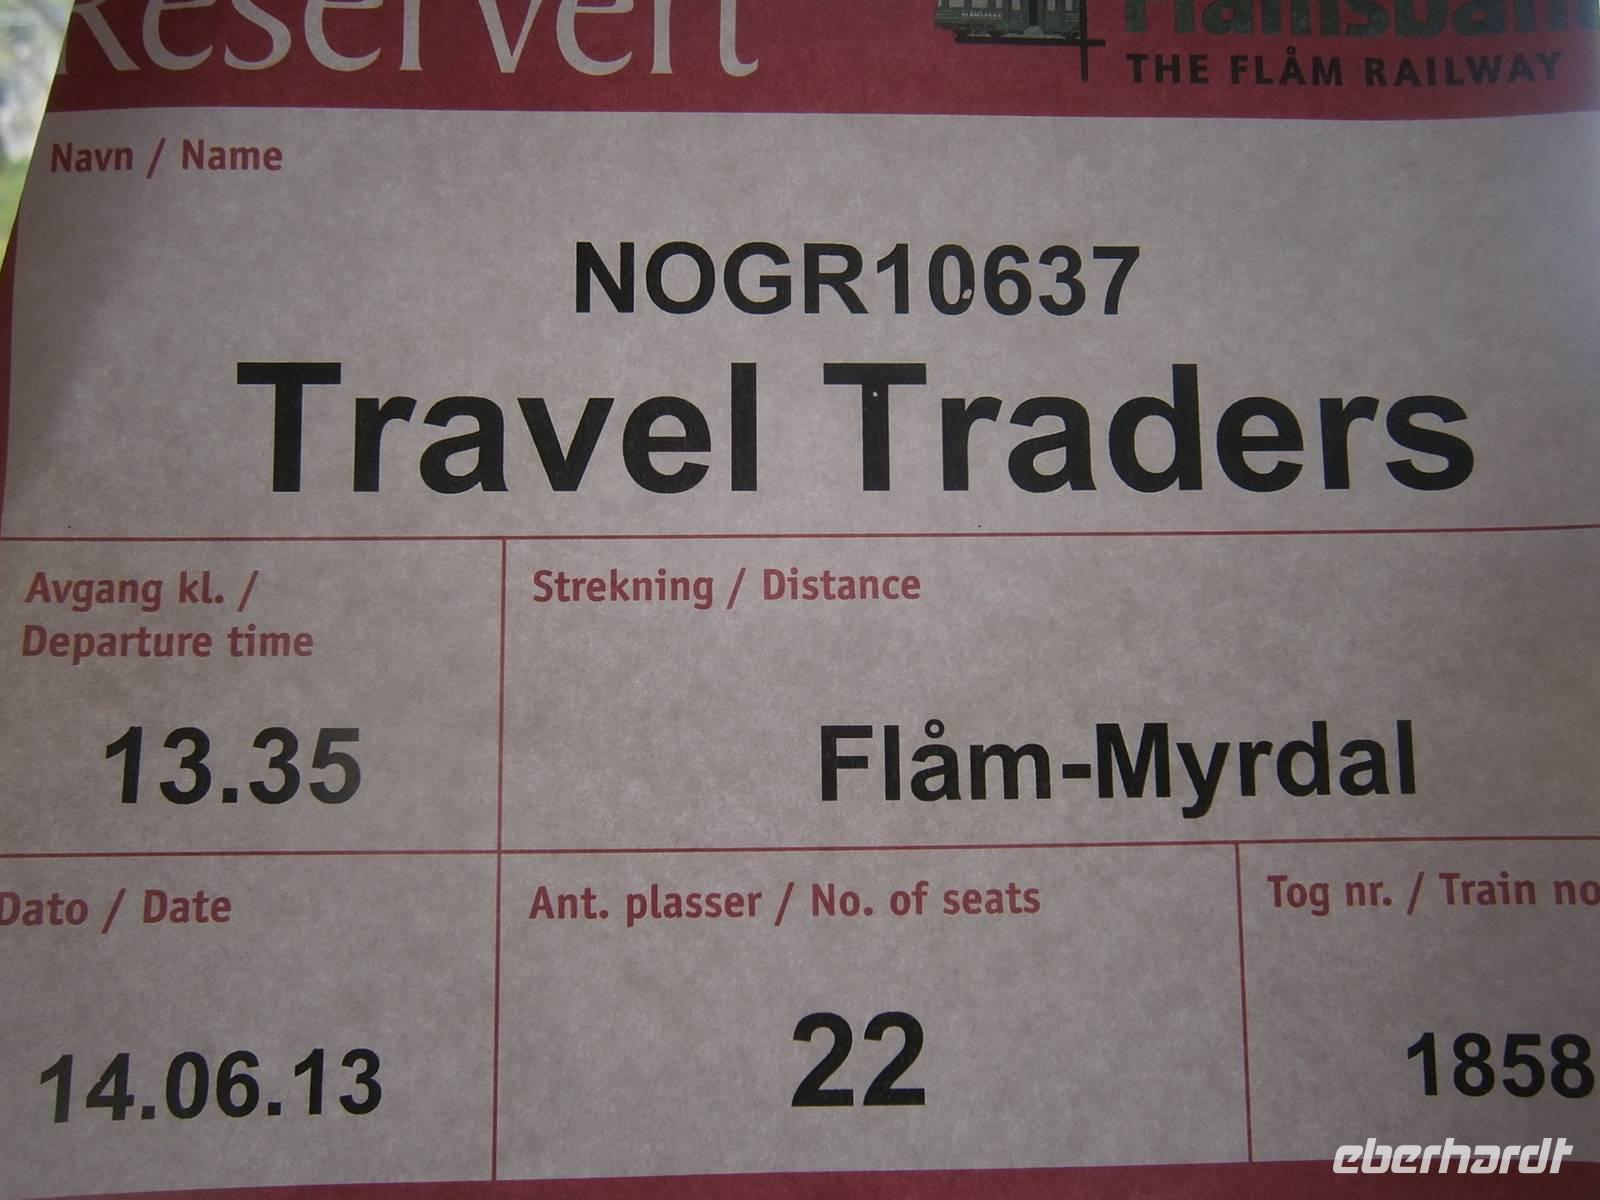 Reservert
Flåmsbana
THE FLÅM RAILWAY
Navn / Name
NOGR10637
Travel Traders
Avgang kl. /
Departure time
13.35
Strekning / Distance
Flåm-Myrdal
Dato / Date
14.06.13
Ant. plasser / No. of seats
22
Tog nr. / Train no
1858
eberhardt